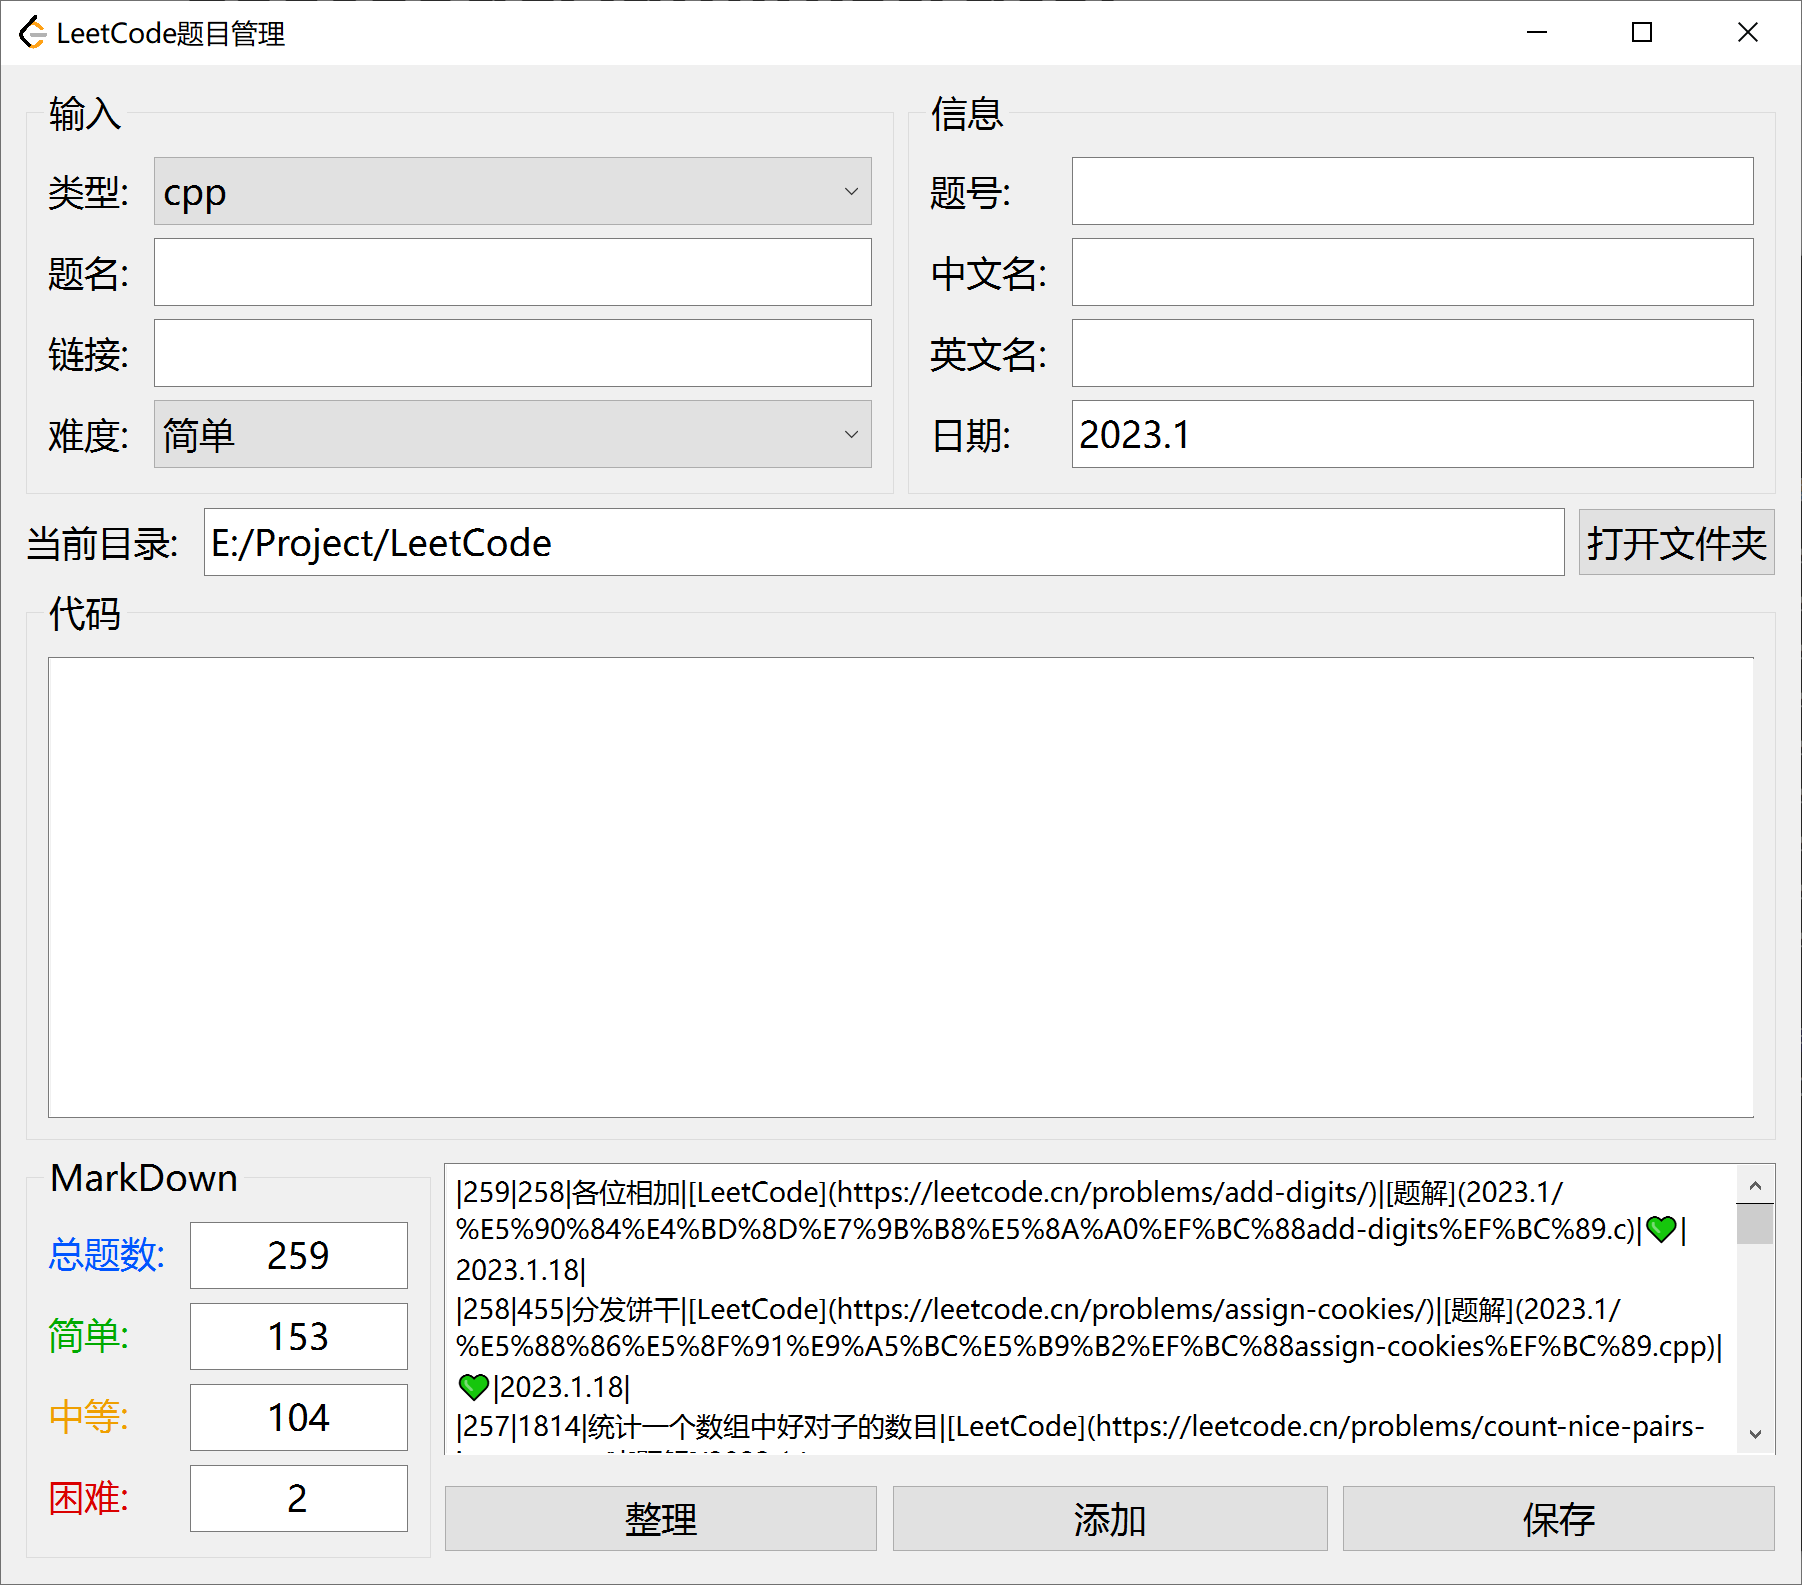 LeetCode题目管理
输入
类型: cpp
题名:
链接:
难度: 简单
信息
题号:
中文名:
英文名:
日期: 2023.1
当前目录: E:/Project/LeetCode 打开文件夹
代码
MarkDown
总题数: 259
简单: 153
中等: 104
困难: 2
|259|258|各位相加|[LeetCode](https://leetcode.cn/problems/add-digits/)|[题解](2023.1/
%E5%90%84%E4%BD%8D%E7%9B%B8%E5%8A%A0%EF%BC%88add-digits%EF%BC%89.c)|💚|
2023.1.18|
|258|455|分发饼干|[LeetCode](https://leetcode.cn/problems/assign-cookies/)|[题解](2023.1/
%E5%88%86%E5%8F%91%E9%A5%BC%E5%B9%B2%EF%BC%88assign-cookies%EF%BC%89.cpp)|
💚|2023.1.18|
|257|1814|统计一个数组中好对子的数目|[LeetCode](https://leetcode.cn/problems/count-nice-pairs-
整理 添加 保存